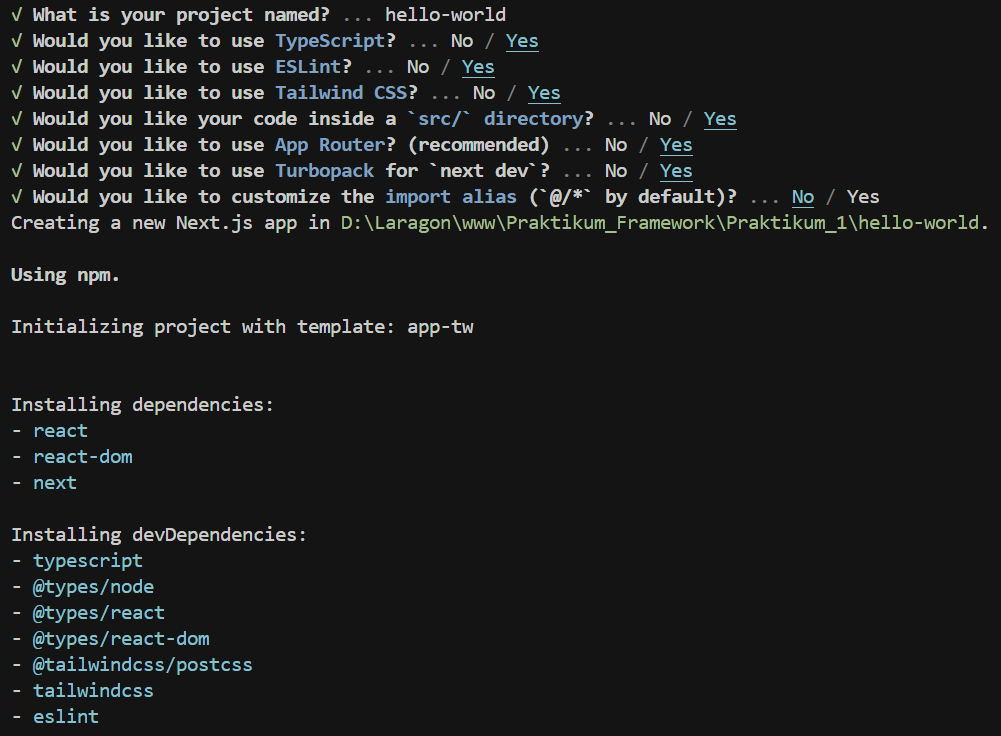 √ What is your project named? ... hello-world
√ Would you like to use TypeScript? ... No / Yes
√ Would you like to use ESLint? ... No / Yes
√ Would you like to use Tailwind CSS? ... No / Yes
√ Would you like your code inside a `src/` directory? ... No / Yes
√ Would you like to use App Router? (recommended) ... No / Yes
√ Would you like to use Turbopack for `next dev`? ... No / Yes
√ Would you like to customize the import alias (`@/*` by default)? ... No / Yes
Creating a new Next.js app in D:\Laragon\www\Praktikum_Framework\Praktikum_1\hello-world.
Using npm.
Initializing project with template: app-tw
Installing dependencies:
- react
- react-dom
- next
Installing devDependencies:
- typescript
- @types/node
- @types/react
- @types/react-dom
- @tailwindcss/postcss
- tailwindcss
- eslint